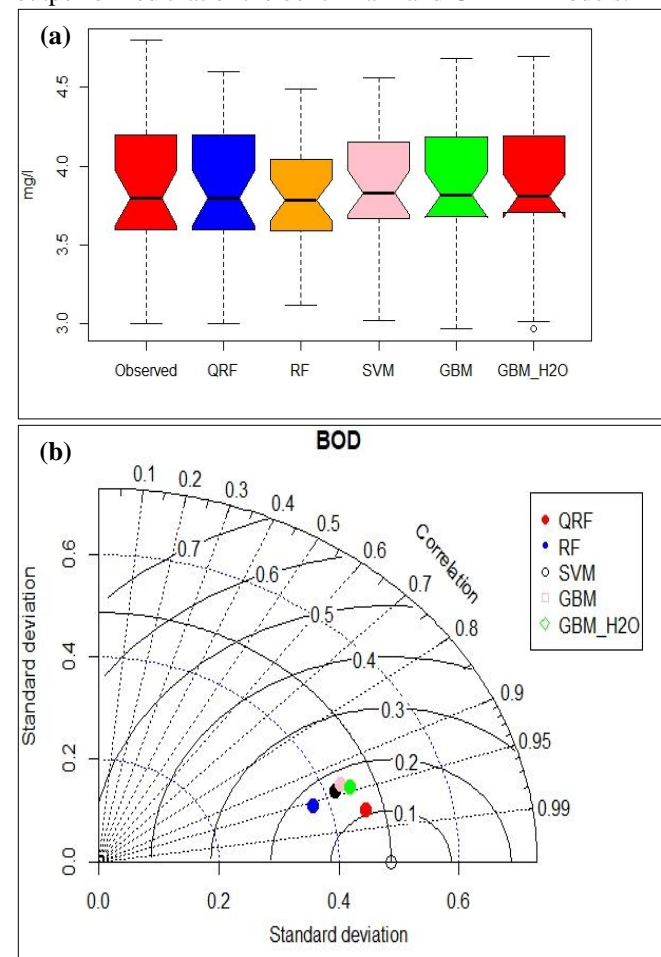 (a)
4.5
4.0
mg/l
3.5
3.0
Observed QRF RF SVM GBM GBM_H2O
(b)
BOD
0.1 0.2 0.3 0.4 0.5 0.6 0.7 0.8 0.9 0.95 0.99
Correlation
0.7 0.6 0.5 0.4 0.3 0.2 0.1
Standard deviation
0.6
0.4
0.2
0.0
0.0 0.2 0.4 0.6
Standard deviation
QRF
RF
SVM
GBM
GBM_H2O